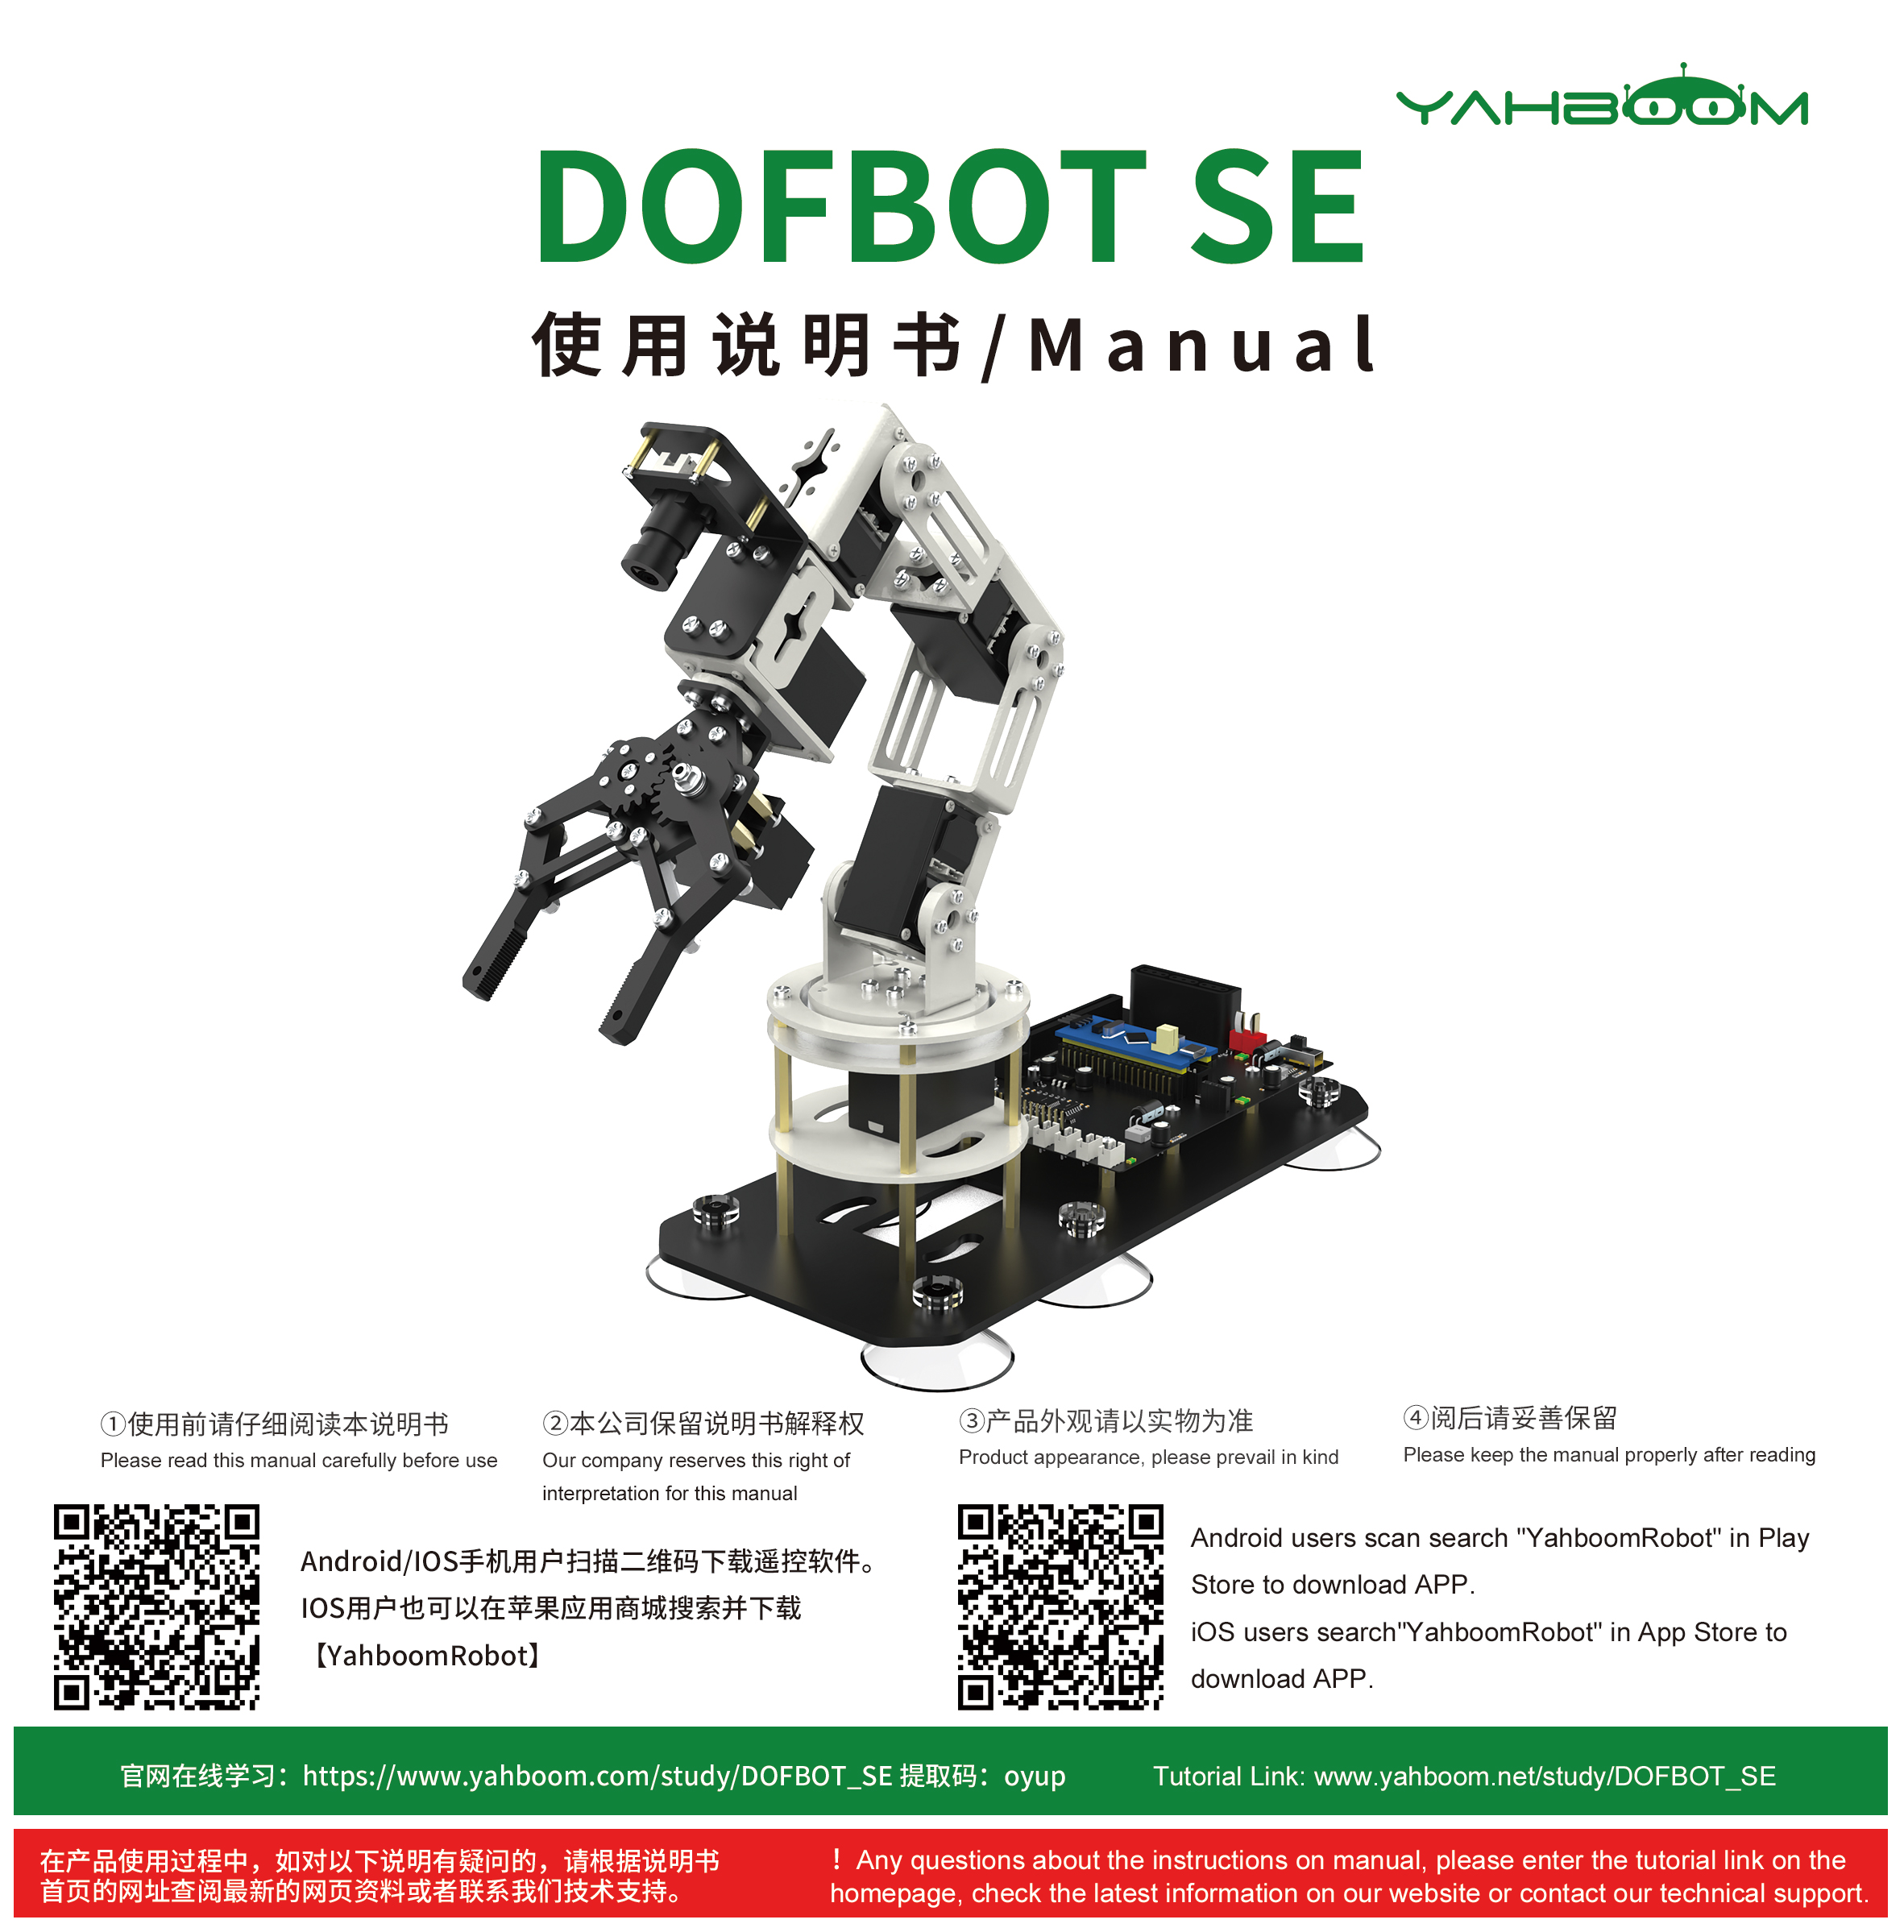 YAHBOOM
DOFBOT SE
使用说明书/Manual
①使用前请仔细阅读本说明书
Please read this manual carefully before use
②本公司保留说明书解释权
Our company reserves this right of
interpretation for this manual
③产品外观请以实物为准
Product appearance, please prevail in kind
④阅后请妥善保留
Please keep the manual properly after reading
Android/IOS手机用户扫描二维码下载遥控软件。
IOS用户也可以在苹果应用商城搜索并下载
【YahboomRobot】
Android users scan search "YahboomRobot" in Play
Store to download APP.
iOS users search"YahboomRobot" in App Store to
download APP.
官网在线学习：https://www.yahboom.com/study/DOFBOT_SE 提取码：oyup
Tutorial Link: www.yahboom.net/study/DOFBOT_SE
在产品使用过程中，如对以下说明有疑问的，请根据说明书
首页的网址查阅最新的网页资料或者联系我们技术支持。
！Any questions about the instructions on manual, please enter the tutorial link on the
homepage, check the latest information on our website or contact our technical support.